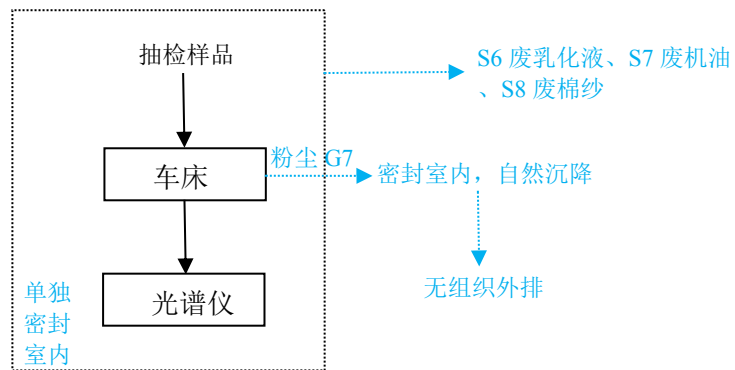 抽检样品
S6 废乳化液、S7 废机油
、S8 废棉纱
车床
粉尘 G7
密封室内，自然沉降
光谱仪
无组织外排
单独
密封
室内